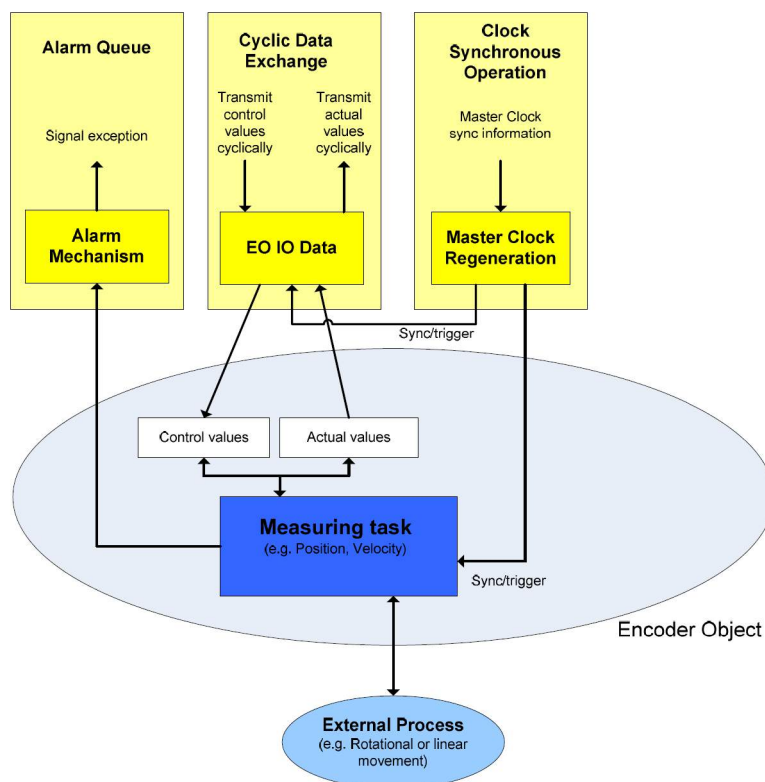 Alarm Queue
Signal exception
Alarm
Mechanism
Cyclic Data
Exchange
Transmit
control
values
cyclically
Transmit
actual
values
cyclically
EO IO Data
Clock
Synchronous
Operation
Master Clock
sync information
Master Clock
Regeneration
Sync/trigger
Control values
Actual values
Measuring task
(e.g. Position, Velocity)
Sync/trigger
Encoder Object
External Process
(e.g. Rotational or linear
movement)